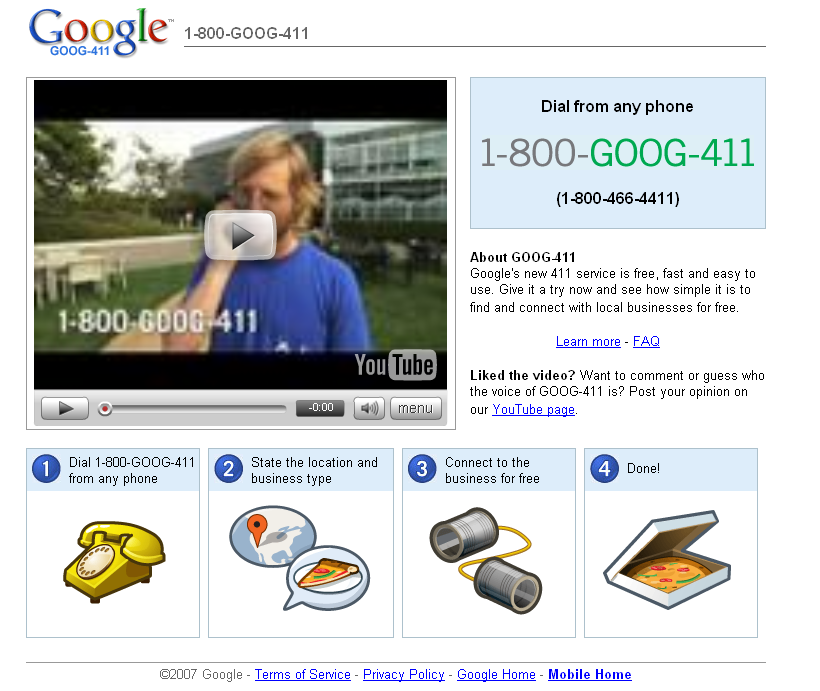 Google™
GOOG-411
1-800-GOOG-411
1-800-GOOG-411
YouTube
-0:00
menu
Dial from any phone
1-800-GOOG-411
(1-800-466-4411)
About GOOG-411
Google's new 411 service is free, fast and easy to
use. Give it a try now and see how simple it is to
find and connect with local businesses for free.
Learn more - FAQ
Liked the video? Want to comment or guess who
the voice of GOOG-411 is? Post your opinion on
our YouTube page.
1 Dial 1-800-GOOG-411
from any phone
2 State the location and
business type
3 Connect to the
business for free
4 Done!
©2007 Google - Terms of Service - Privacy Policy - Google Home - Mobile Home